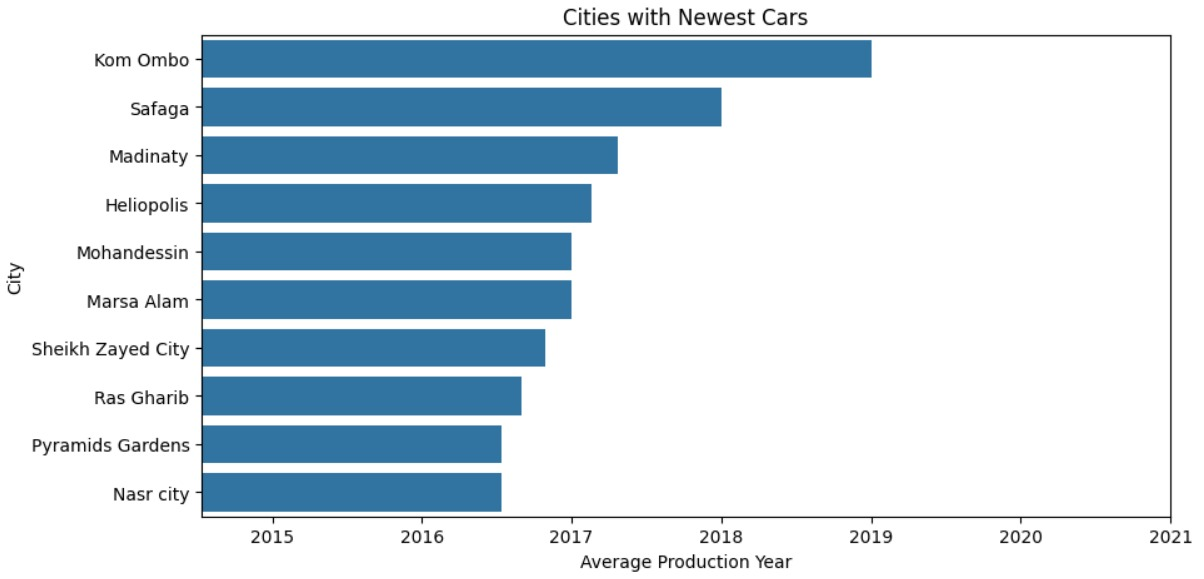 Cities with Newest Cars
Kom Ombo
Safaga
Madinaty
Heliopolis
Mohandessin
Marsa Alam
Sheikh Zayed City
Ras Gharib
Pyramids Gardens
Nasr city
City
2015 2016 2017 2018 2019 2020 2021
Average Production Year